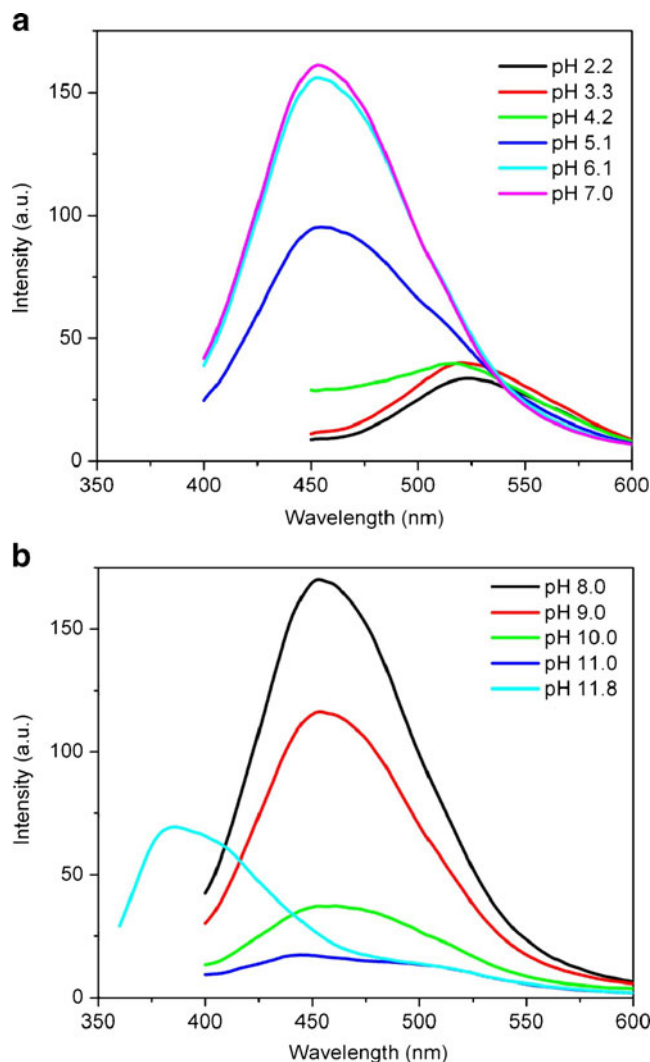 a
150
100
50
0
Intensity (a.u.)
pH 2.2
pH 3.3
pH 4.2
pH 5.1
pH 6.1
pH 7.0
350 400 450 500 550 600
Wavelength (nm)
b
150
100
50
0
Intensity (a.u.)
pH 8.0
pH 9.0
pH 10.0
pH 11.0
pH 11.8
350 400 450 500 550 600
Wavelength (nm)